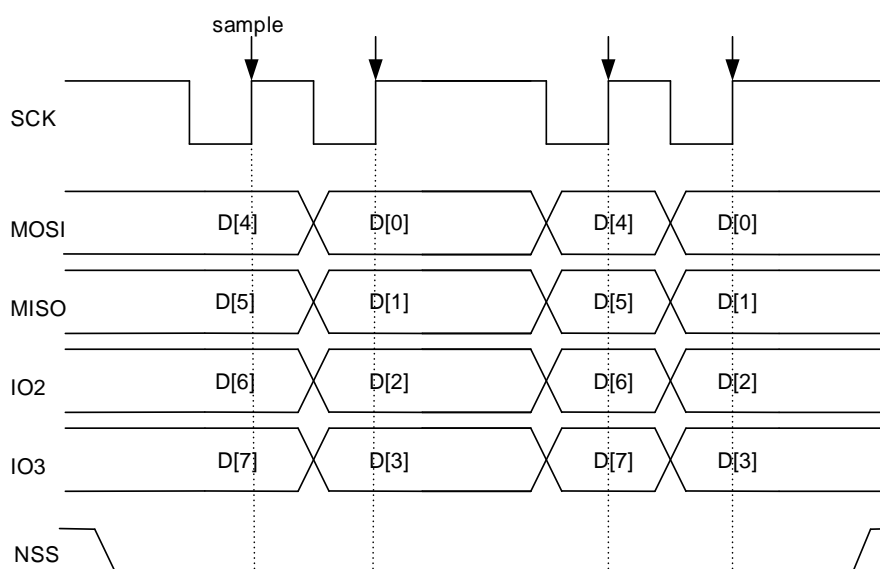 sample
SCK
MOSI D[4] D[0] D[4] D[0]
MISO D[5] D[1] D[5] D[1]
IO2 D[6] D[2] D[6] D[2]
IO3 D[7] D[3] D[7] D[3]
NSS